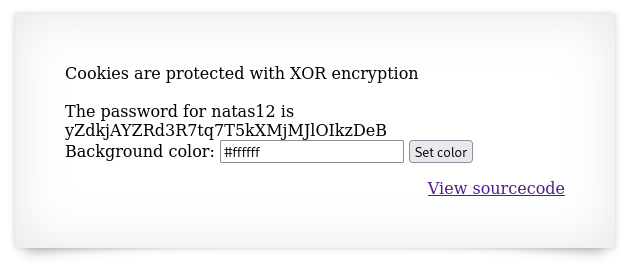 Cookies are protected with XOR encryption
The password for natas12 is
yZdkjAYZRd3R7tq7T5kXMjMJlOIkzDeB
Background color: #ffffff Set color
View sourcecode